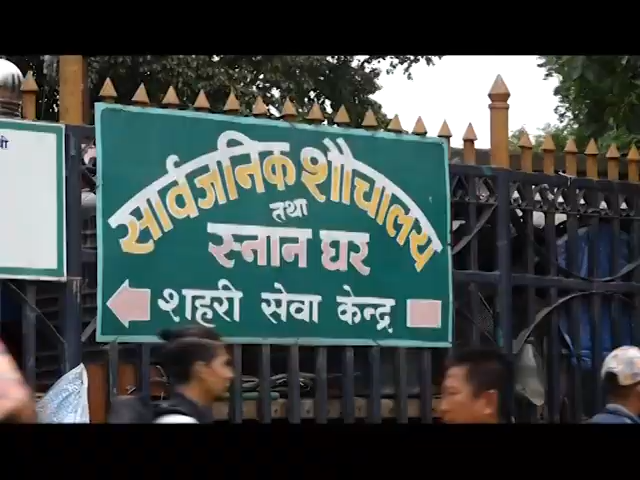 सार्वजनिक शौचालय
तथा
स्नान घर
शहरी सेवा केन्द्र